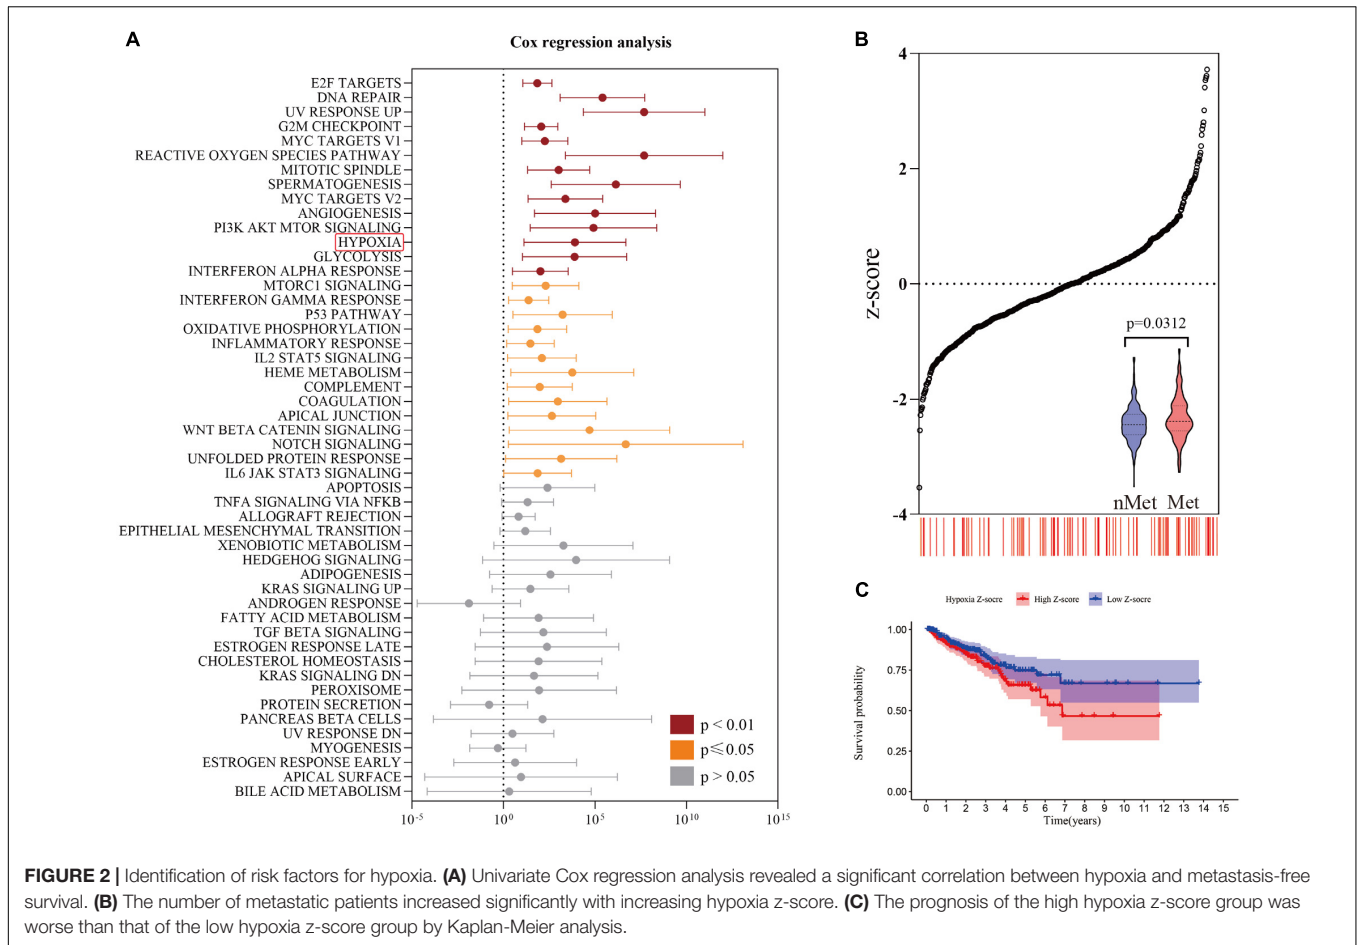 A
Cox regression analysis
E2F TARGETS
DNA REPAIR
UV RESPONSE UP
G2M CHECKPOINT
MYC TARGETS V1
REACTIVE OXYGEN SPECIES PATHWAY
MITOTIC SPINDLE
SPERMATOGENESIS
MYC TARGETS V2
ANGIOGENESIS
PI3K AKT MTOR SIGNALING
HYPOXIA
GLYCOLYSIS
INTERFERON ALPHA RESPONSE
MTORC1 SIGNALING
INTERFERON GAMMA RESPONSE
P53 PATHWAY
OXIDATIVE PHOSPHORYLATION
INFLAMMATORY RESPONSE
IL2 STAT5 SIGNALING
HEME METABOLISM
COMPLEMENT
COAGULATION
APICAL JUNCTION
WNT BETA CATENIN SIGNALING
NOTCH SIGNALING
UNFOLDED PROTEIN RESPONSE
IL6 JAK STAT3 SIGNALING
APOPTOSIS
TNFA SIGNALING VIA NFKB
ALLOGRAFT REJECTION
EPITHELIAL MESENCHYMAL TRANSITION
XENOBIOTIC METABOLISM
HEDGEHOG SIGNALING
ADIPOGENESIS
KRAS SIGNALING UP
ANDROGEN RESPONSE
FATTY ACID METABOLISM
TGF BETA SIGNALING
ESTROGEN RESPONSE LATE
CHOLESTEROL HOMEOSTASIS
KRAS SIGNALING DN
PEROXISOME
PROTEIN SECRETION
PANCREAS BETA CELLS
UV RESPONSE DN
MYOGENESIS
ESTROGEN RESPONSE EARLY
APICAL SURFACE
BILE ACID METABOLISM
p < 0.01
p≤0.05
p > 0.05
10^-5 10^0 10^5 10^10 10^15
B
z-score
4
2
0
-2
-4
p=0.0312
nMet Met
C
Hypoxia Z-socre High Z-score Low Z-socre
Survival probability
1.00
0.75
0.50
0.25
0.00
0 1 2 3 4 5 6 7 8 9 10 11 12 13 14 15
Time(years)
FIGURE 2 | Identification of risk factors for hypoxia. (A) Univariate Cox regression analysis revealed a significant correlation between hypoxia and metastasis-free
survival. (B) The number of metastatic patients increased significantly with increasing hypoxia z-score. (C) The prognosis of the high hypoxia z-score group was
worse than that of the low hypoxia z-score group by Kaplan-Meier analysis.